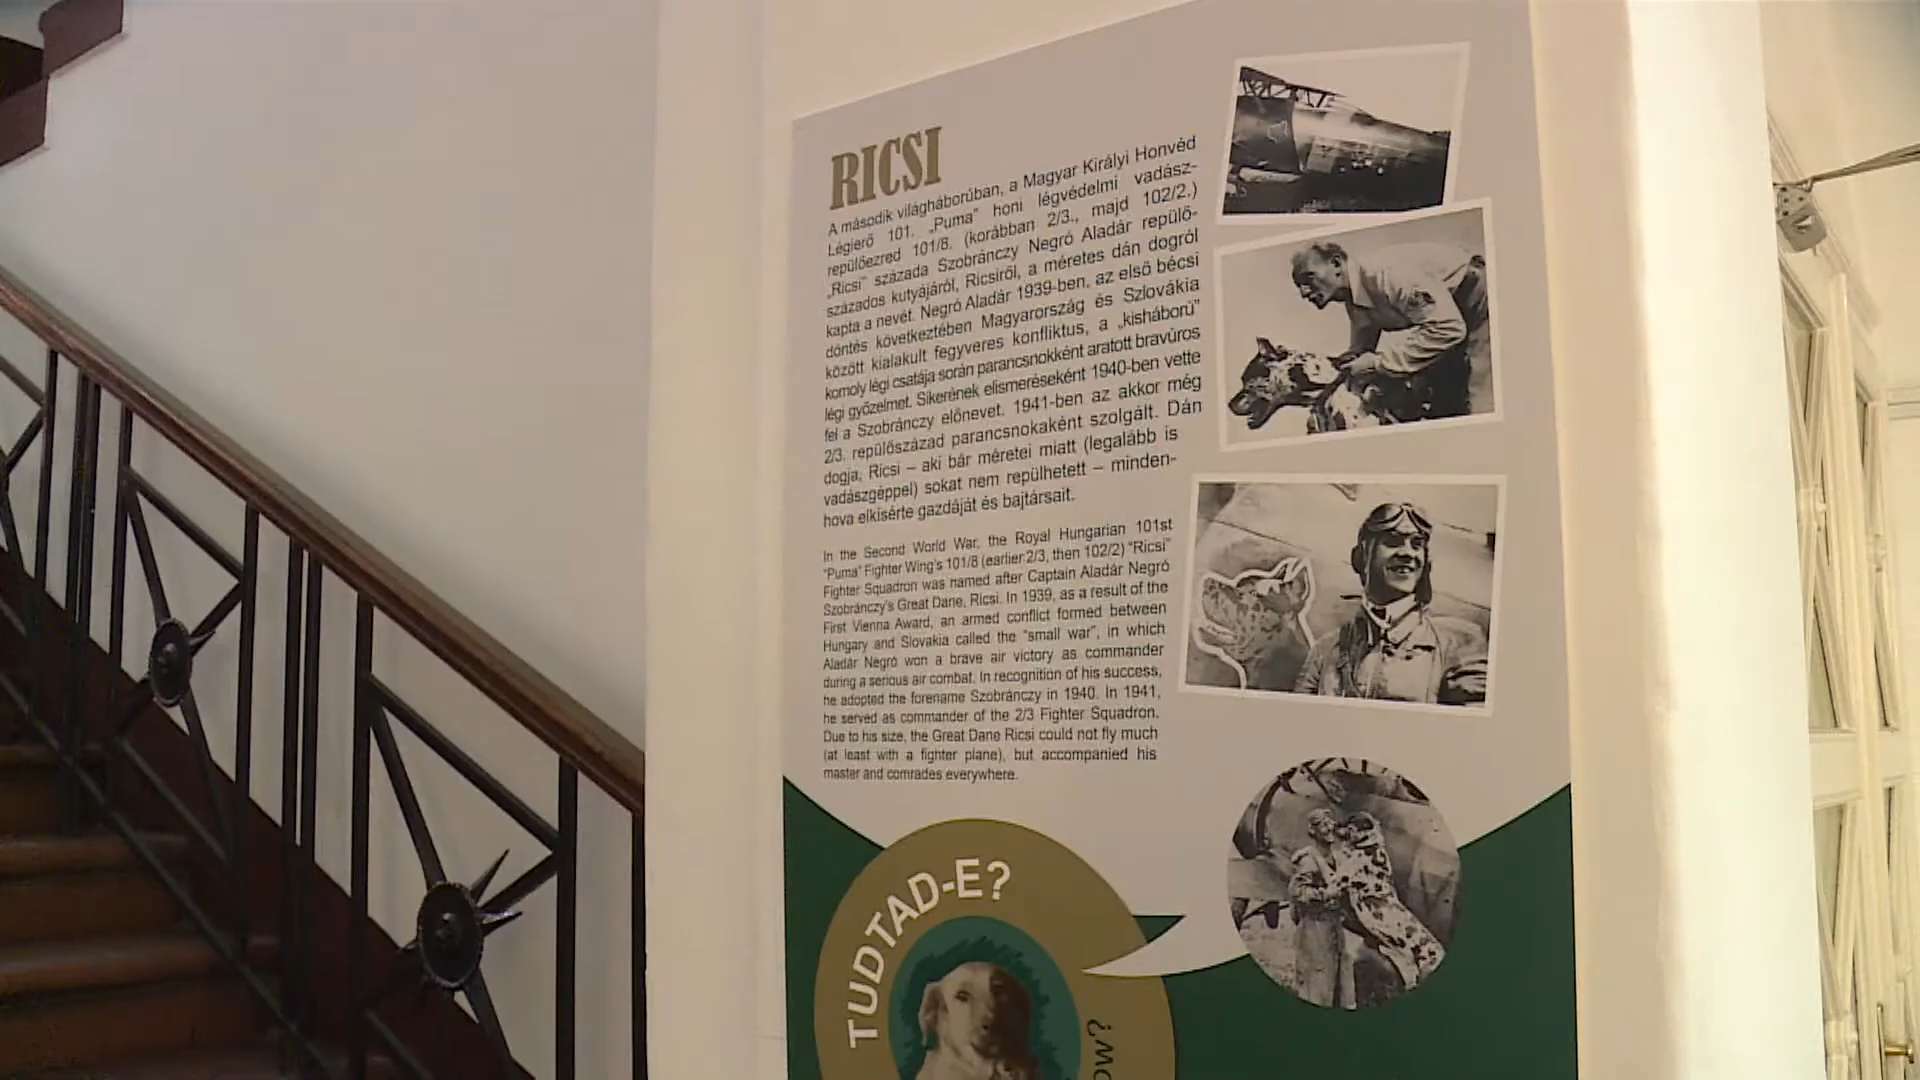 RICSI
A második világháborúban, a Magyar Királyi Honvéd
Légierő 101. „Puma” honi légvédelmi vadász-
repülőezred 101/8. (korábban 2/3., majd 102/2.)
„Ricsi” százada Szobránczy Negró Aladár repülő-
százados kutyájáról, Ricsiről, a méretes dán dogról
kapta a nevét. Negró Aladár 1939-ben, az első bécsi
döntés következtében Magyarország és Szlovákia
között kialakult fegyveres konfliktus, a „kisháború”
komoly légi csatája során parancsnokként aratott bravúros
légi győzelmet. Sikerének elismeréseként 1940-ben vette
fel a Szobránczy előnevet. 1941-ben az akkor még
2/3. repülőszázad parancsnokaként szolgált. Dán
dogja, Ricsi – aki bár méretei miatt (legalább is
vadászgéppel) sokat nem repülhetett – minden-
hova elkísérte gazdáját és bajtársait.
In the Second World War, the Royal Hungarian 101st
“Puma” Fighter Wing's 101/8 (earlier 2/3, then 102/2) “Ricsi”
Fighter Squadron was named after Captain Aladár Negró
Szobránczy's Great Dane, Ricsi. In 1939, as a result of the
First Vienna Award, an armed conflict formed between
Hungary and Slovakia called the “small war”, in which
Aladár Negró won a brave air victory as commander
during a serious air combat. In recognition of his success,
he adopted the forename Szobránczy in 1940. In 1941,
he served as commander of the 2/3 Fighter Squadron.
Due to his size, the Great Dane Ricsi could not fly much
(at least with a fighter plane), but accompanied his
master and comrades everywhere.
TUDTAD-E?